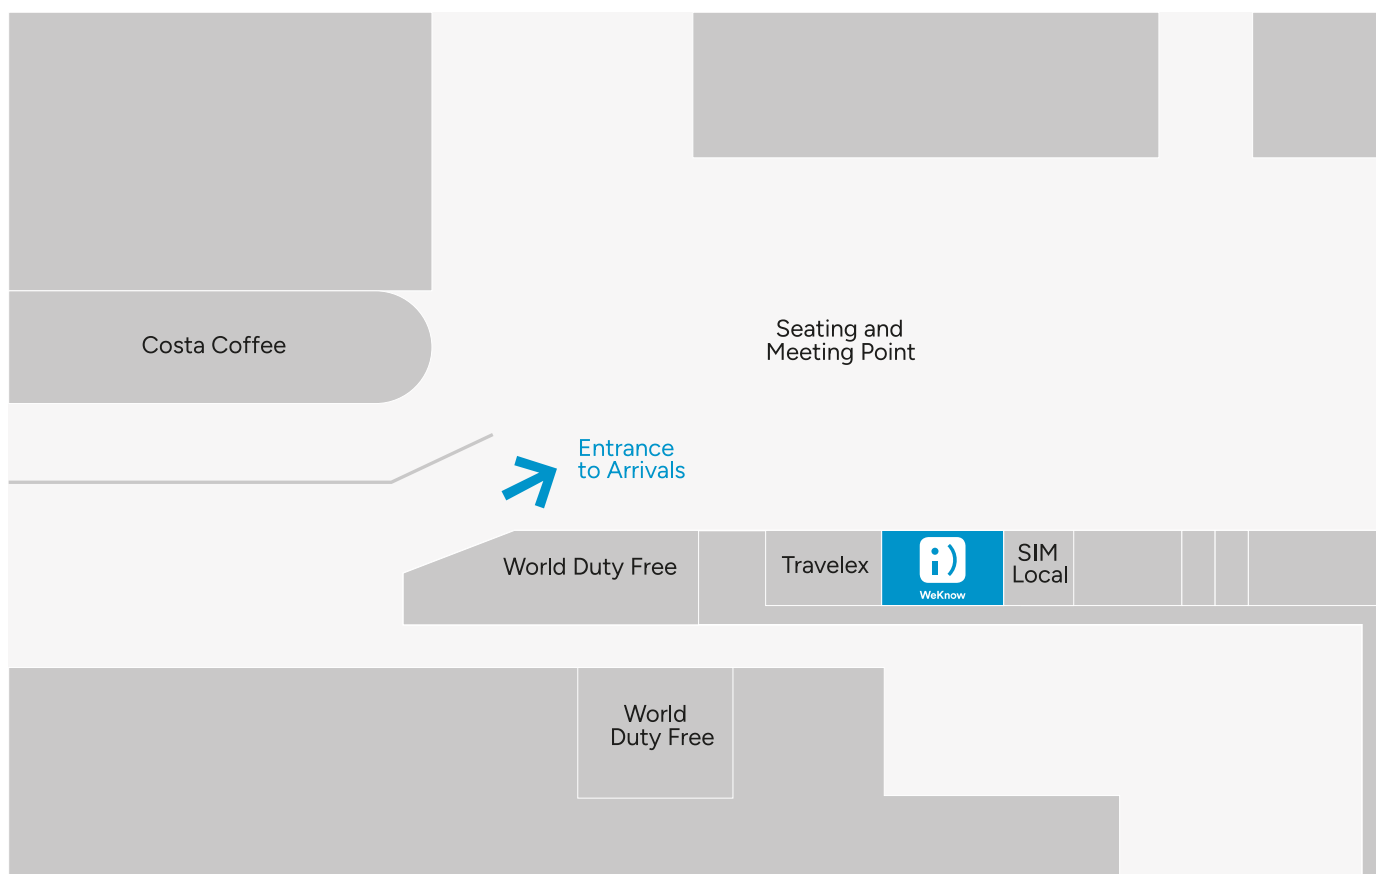 Costa Coffee
Seating and
Meeting Point
Entrance
to Arrivals
World Duty Free
Travelex
i)
WeKnow
SIM
Local
World
Duty Free